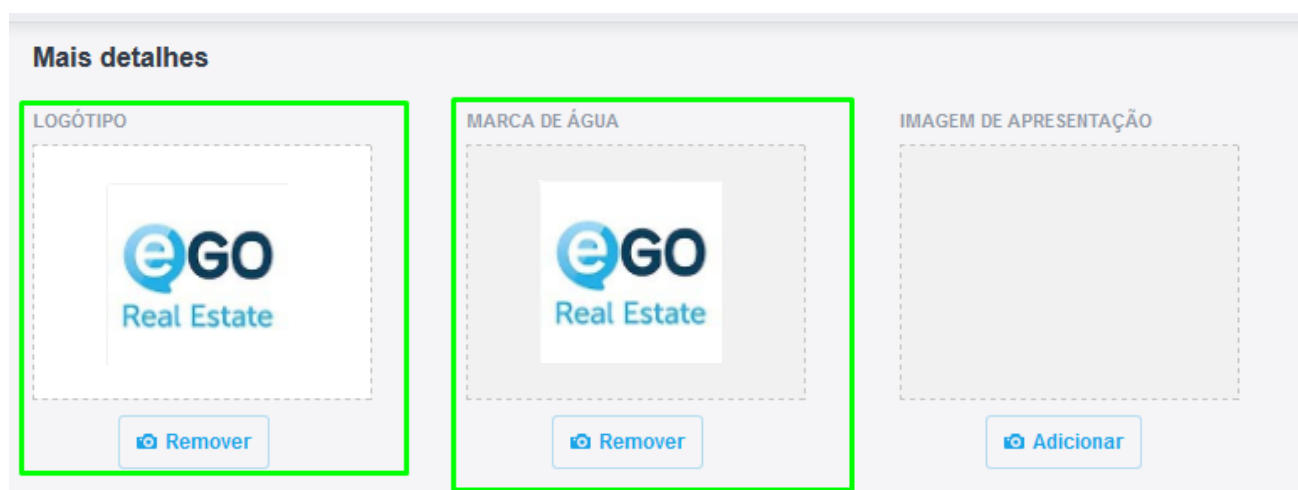 Mais detalhes
LOGÓTIPO
eGO
Real Estate
Remover
MARCA DE ÁGUA
eGO
Real Estate
Remover
IMAGEM DE APRESENTAÇÃO
Adicionar